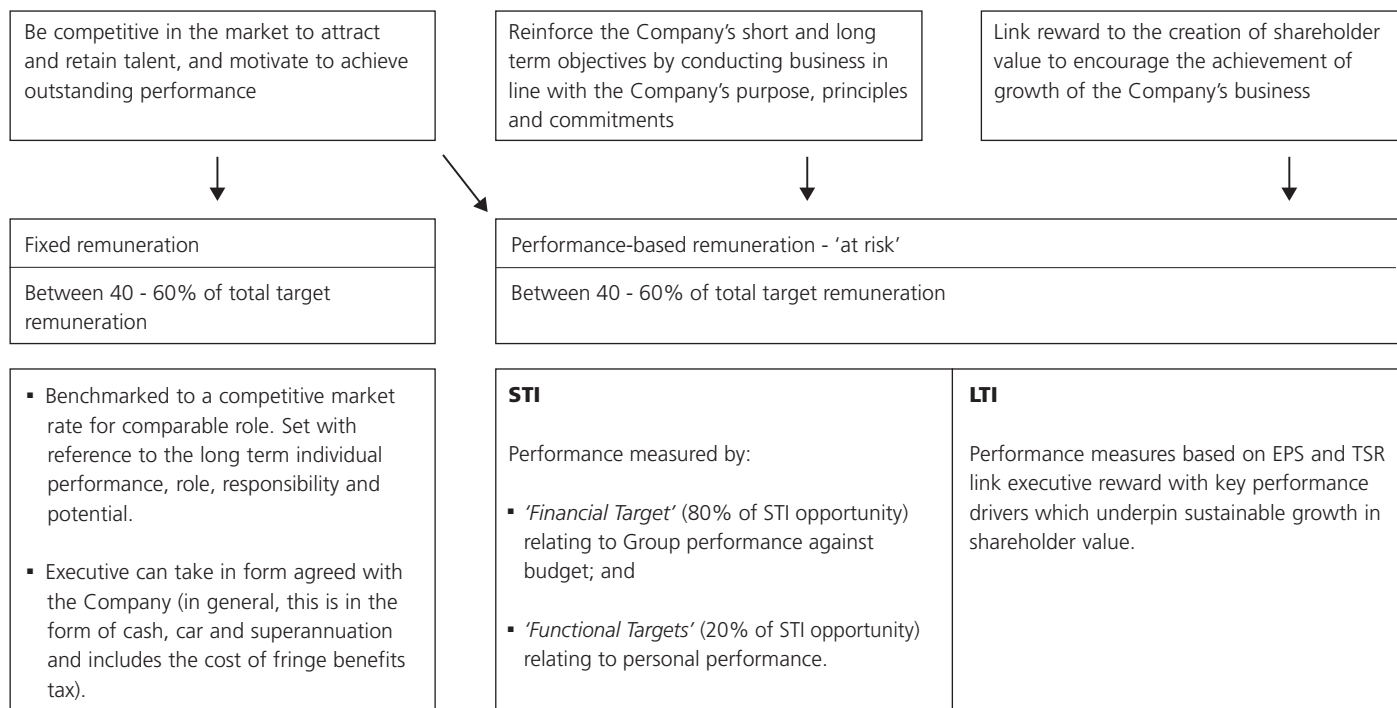 Be competitive in the market to attract
and retain talent, and motivate to achieve
outstanding performance
Reinforce the Company’s short and long
term objectives by conducting business in
line with the Company’s purpose, principles
and commitments
Link reward to the creation of shareholder
value to encourage the achievement of
growth of the Company’s business
Fixed remuneration
Between 40 - 60% of total target
remuneration
Performance-based remuneration - ‘at risk’
Between 40 - 60% of total target remuneration
▪ Benchmarked to a competitive market
rate for comparable role. Set with
reference to the long term individual
performance, role, responsibility and
potential.
▪ Executive can take in form agreed with
the Company (in general, this is in the
form of cash, car and superannuation
and includes the cost of fringe benefits
tax).
STI
Performance measured by:
▪ ‘Financial Target’ (80% of STI opportunity)
relating to Group performance against
budget; and
▪ ‘Functional Targets’ (20% of STI opportunity)
relating to personal performance.
LTI
Performance measures based on EPS and TSR
link executive reward with key performance
drivers which underpin sustainable growth in
shareholder value.